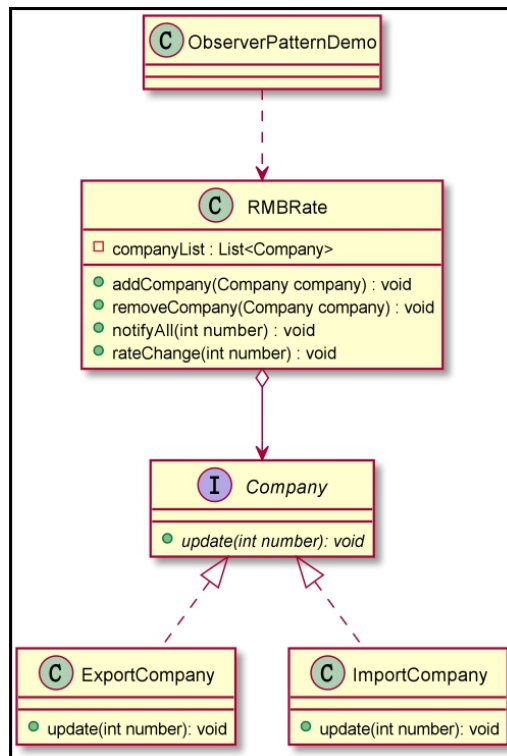 C ObserverPatternDemo
C RMBRate
companyList : List<Company>
addCompany(Company company) : void
removeCompany(Company company) : void
notifyAll(int number) : void
rateChange(int number) : void
I Company
update(int number): void
C ExportCompany
update(int number): void
C ImportCompany
update(int number): void